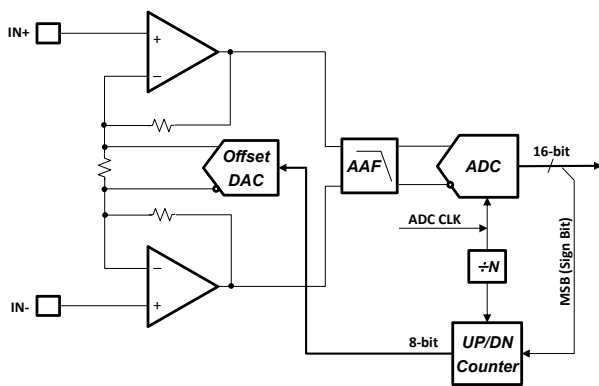 IN+
+
−
Offset
DAC
AAF
ADC
16-bit
ADC CLK
÷N
MSB (Sign Bit)
−
+
IN-
8-bit
UP/DN
Counter